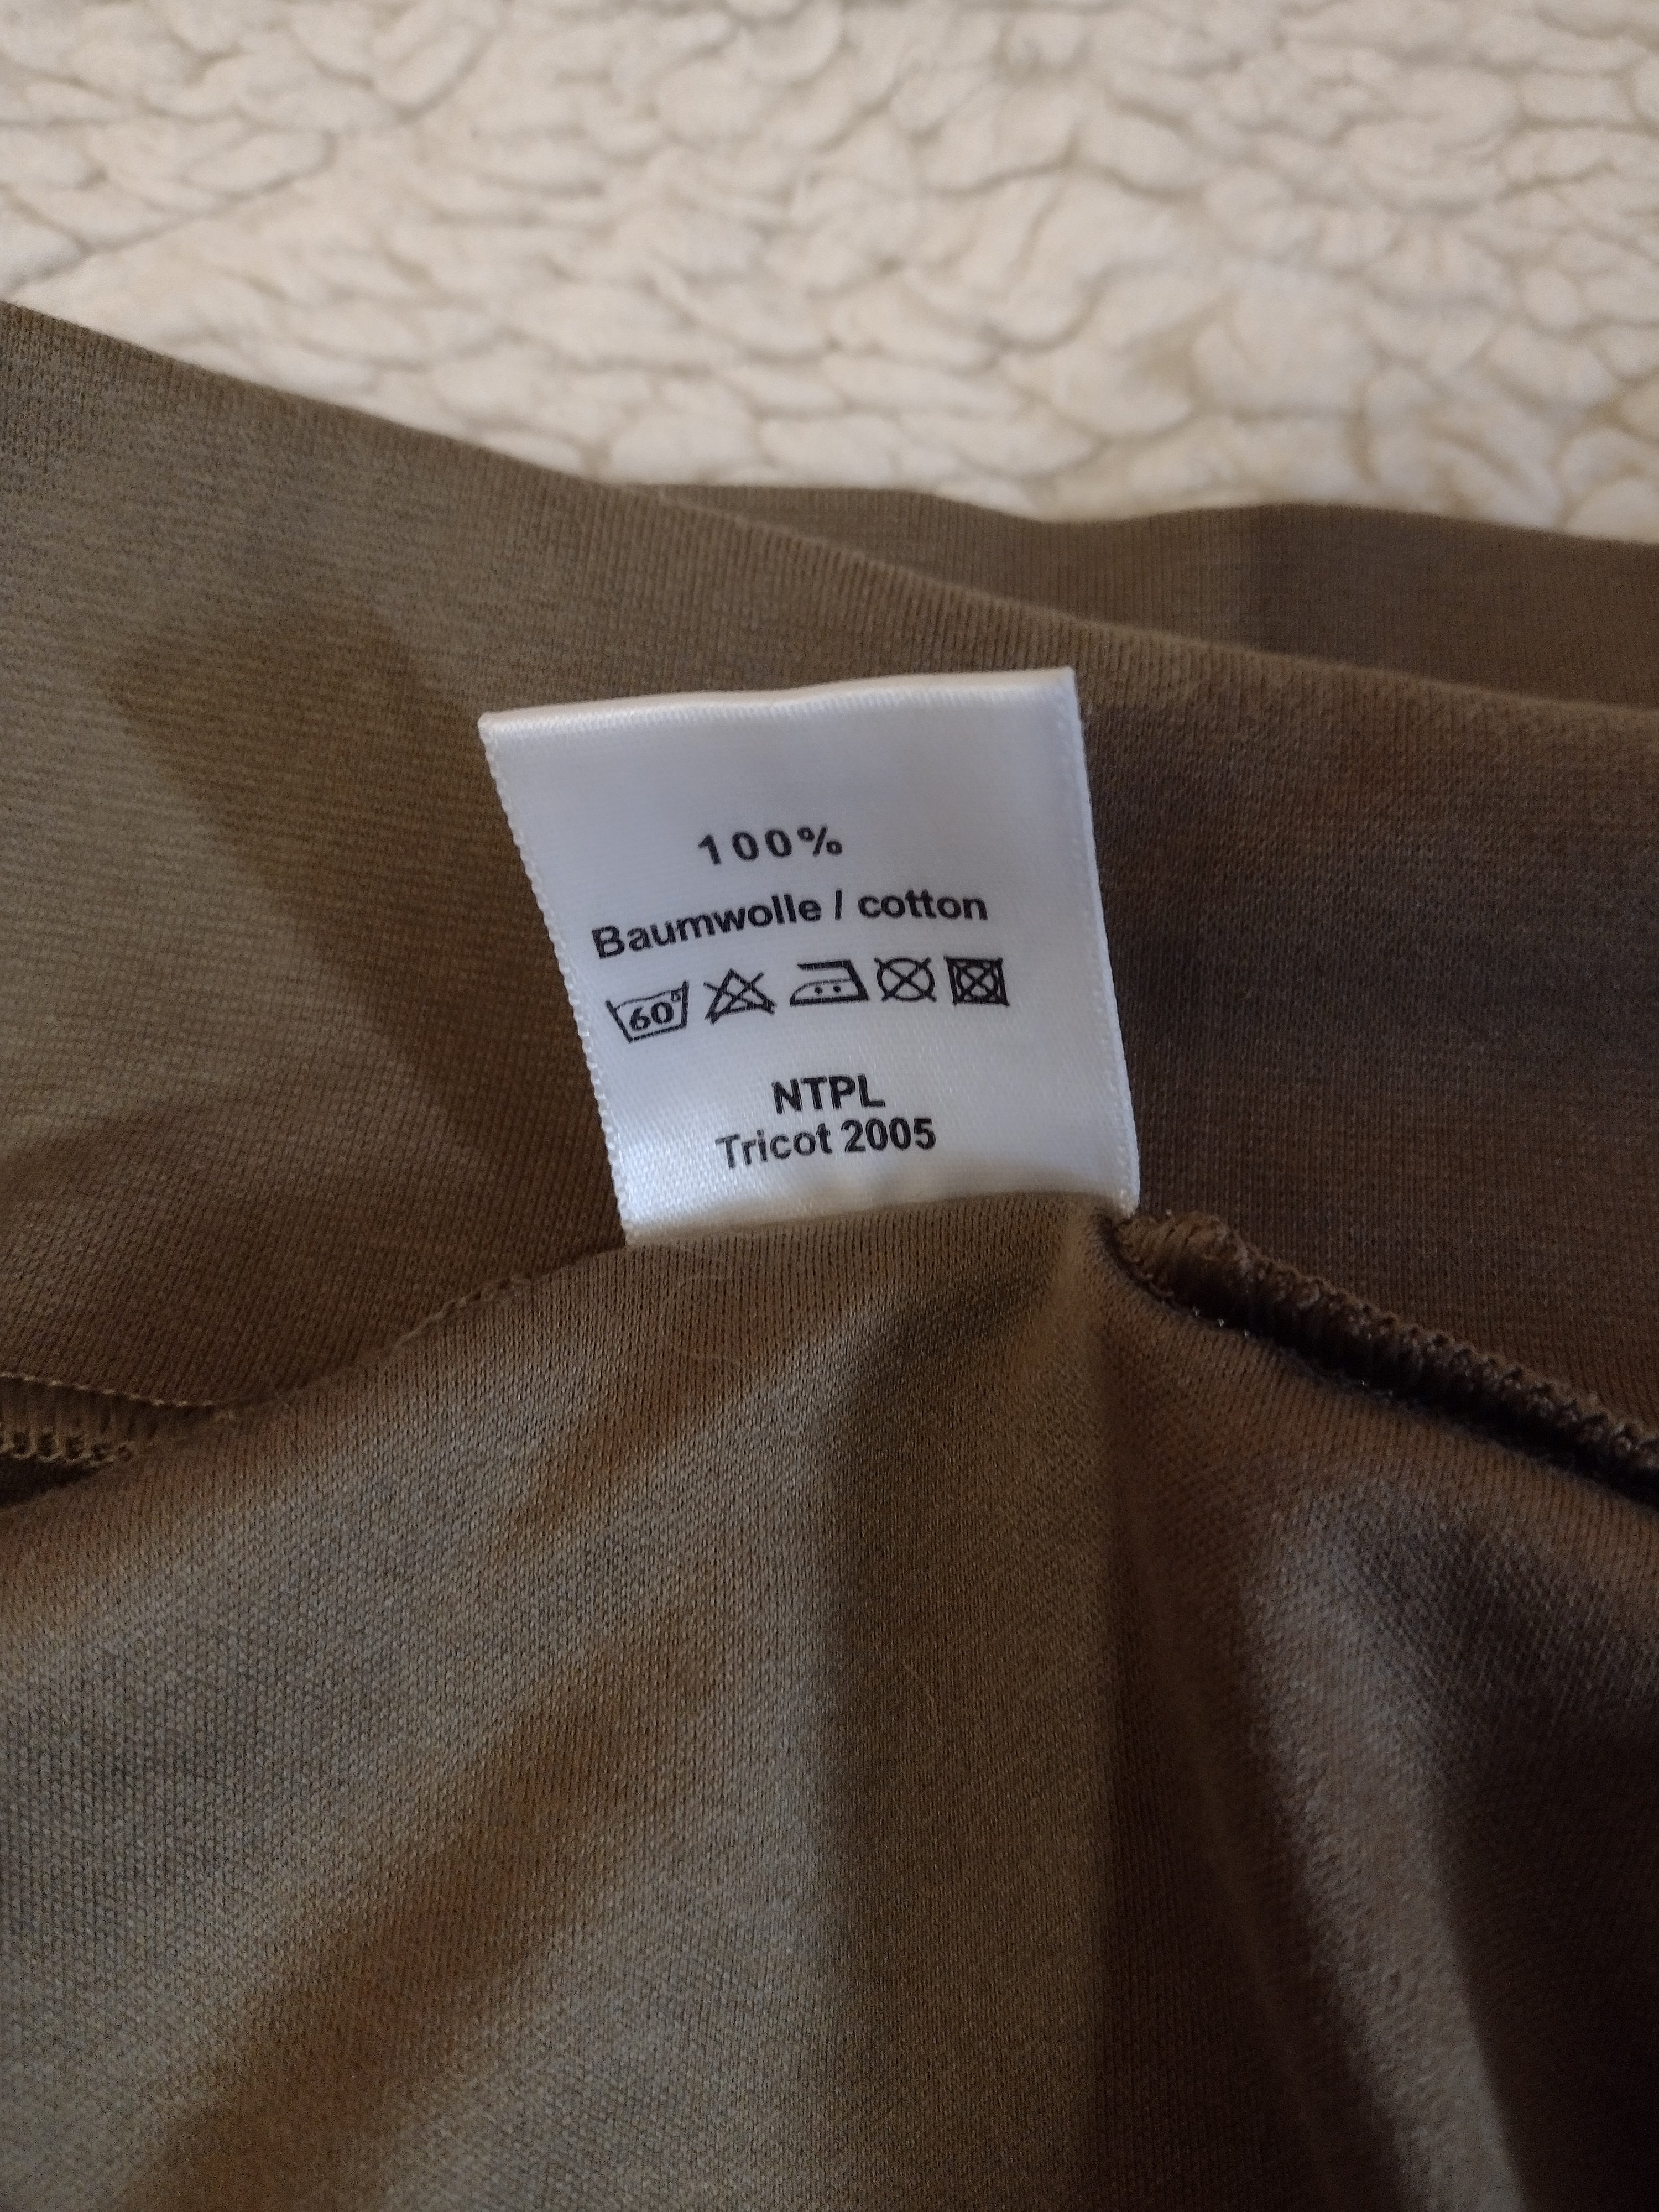 100%
Baumwolle / cotton
60°
NTPL
Tricot 2005